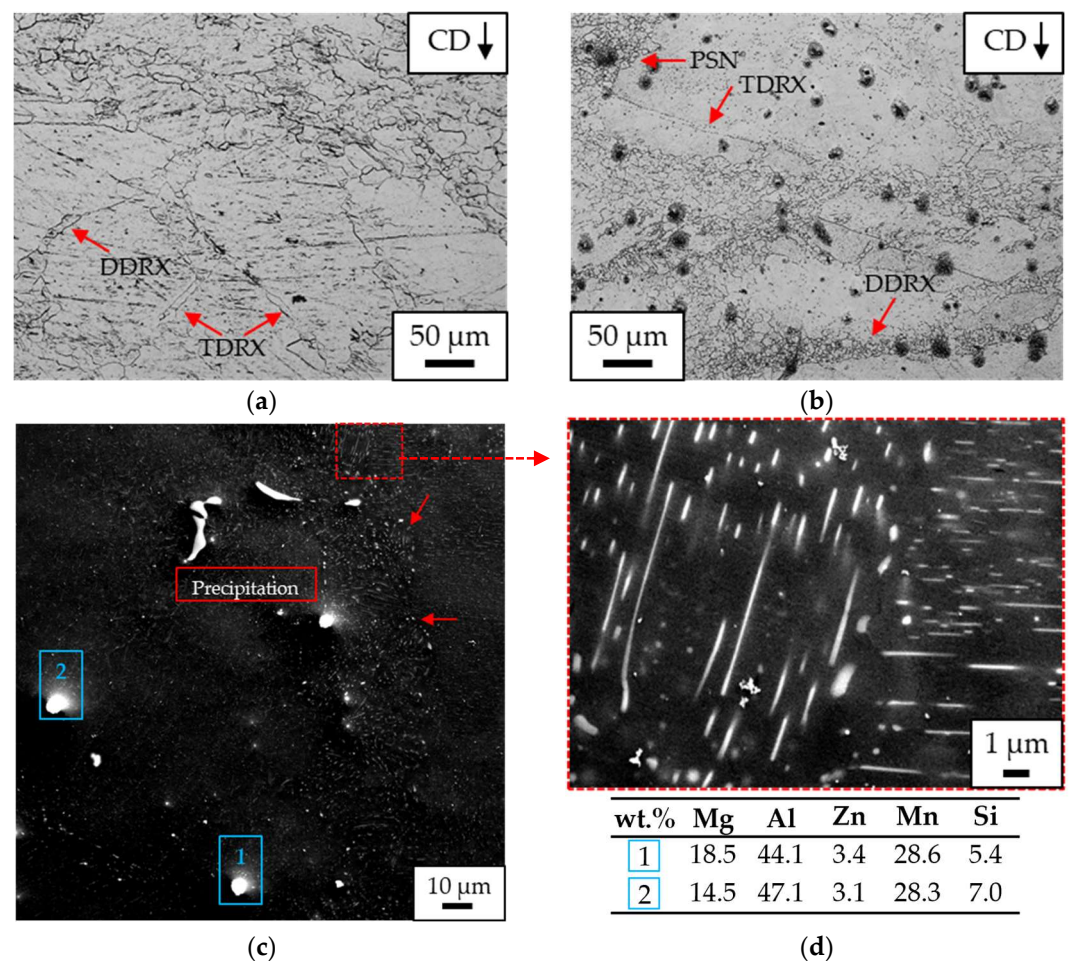 CD
DDRX
TDRX
50 µm
(a)
CD
PSN
TDRX
DDRX
50 µm
(b)
Precipitation
2
1
10 µm
(c)
1 µm
wt.% Mg Al Zn Mn Si
1 18.5 44.1 3.4 28.6 5.4
2 14.5 47.1 3.1 28.3 7.0
(d)